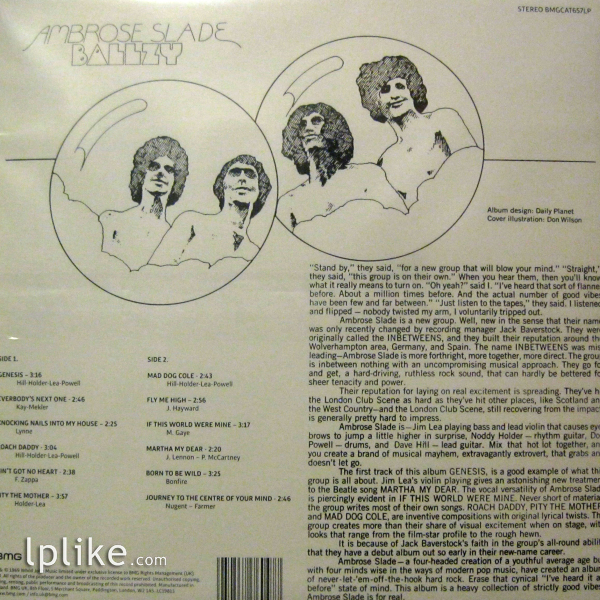 STEREO BMGCAT657LP
AMBROSE SLADE
BALLZY
Album design: Daily Planet
Cover illustration: Don Wilson
SIDE 1.
GENESIS – 3:16
Hill-Holder-Lea-Powell
EVERYBODY'S NEXT ONE - 2:46
Kay-Mekler
KNOCKING NAILS INTO MY HOUSE - 2:25
Lynne
ROACH DADDY · 3:04
Hill-Holder-Lea-Powell
AIN'T GOT NO HEART · 2:38
F. Zappa
PITY THE MOTHER – 3:57
Holder-Lea
SIDE 2.
MAD DOG COLE - 2:43
Hill-Holder-Lea-Powell
FLY ME HIGH – 2:56
J. Hayward
IF THIS WORLD WERE MINE – 3:17
M. Gaye
MARTHA MY DEAR - 2:20
J. Lennon – P. McCartney
BORN TO BE WILD – 3:25
Bonfire
JOURNEY TO THE CENTRE OF YOUR MIND · 2:46
Nugent – Farmer
"Stand by," they said, "for a new group that will blow your mind." "Straight,"
they said, "this group is on their own." When you hear them, then you'll know
what it really means to turn on. "Oh yeah?" said I. "I've heard that sort of flannel
before. About a million times before. And the actual number of good vibes
have been few and far between." "Just listen to the tapes," they said. I listened
and flipped – nobody twisted my arm, I voluntarily tripped out.
Ambrose Slade is a new group. Well, new in the sense that their name
was only recently changed by recording manager Jack Baverstock. They were
originally called the INBETWEENS, and they built their reputation around the
Wolverhampton area, Germany, and Spain. The name INBETWEENS was mis-
leading—Ambrose Slade is more forthright, more together, more direct. The group
is inbetween nothing with an uncompromising musical approach. They go to
and get, a hard-driving, ruthless rock sound, that can hardly be bettered for
sheer tenacity and power.
Their reputation for laying on real excitement is spreading. They've hit
the London Club Scene as hard as they've hit other places, like Scotland and
the West Country—and the London Club Scene, still recovering from the impact
is generally pretty hard to impress.
Ambrose Slade is – Jim Lea playing bass and lead violin that causes eye-
brows to jump a little higher in surprise, Noddy Holder – rhythm guitar, Don
Powell – drums, and Dave Hill – lead guitar. Mix that hot lot together, and
you create a brand of musical mayhem, extravagantly extrovert, that grabs and
doesn't let go.
The first track of this album GENESIS, is a good example of what the
group is all about. Jim Lea's violin playing gives an astonishing new treatment
to the Beatle song MARTHA MY DEAR. The vocal versatility of Ambrose Slade
is piercingly evident in IF THIS WORLD WERE MINE. Never short of material
the group writes most of their own songs. ROACH DADDY, PITY THE MOTHER
and MAD DOG COLE, are inventive compositions with original lyrical twists. The
group creates more than their share of visual excitement when on stage, with
looks that range from the film-star profile to the rough hewn.
It is because of Jack Baverstock's faith in the group's all-round ability
that they have a debut album out so early in their new-name career.
Ambrose Slade – a four-headed creation of a youthful average age but
with four minds wise in the ways of modern pop music, have created an album
of never-let-'em-off-the-hook hard rock. Erase that cynical "I've heard it all
before" state of mind. This album is a heavy collection of strictly good vibes
Ambrose Slade is for real.
BMG
lplike.com